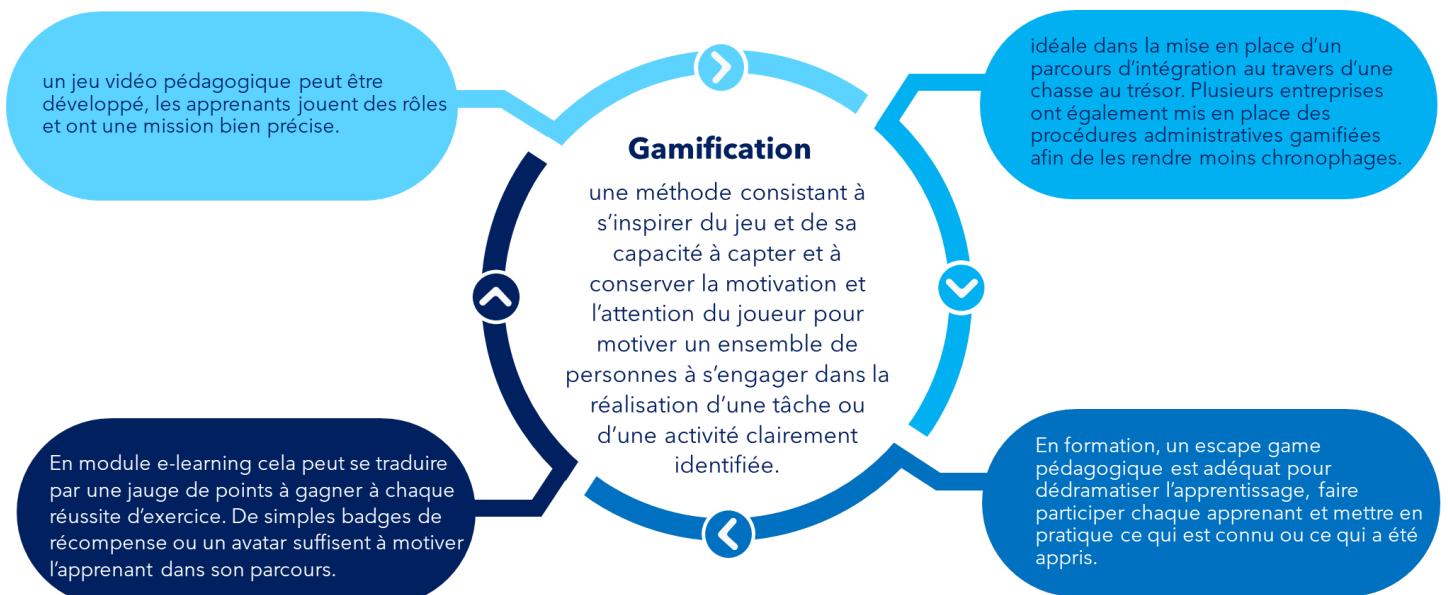 un jeu vidéo pédagogique peut être
développé, les apprenants jouent des rôles
et ont une mission bien précise.
idéale dans la mise en place d’un
parcours d’intégration au travers d’une
chasse au trésor. Plusieurs entreprises
ont également mis en place des
procédures administratives gamifiées
afin de les rendre moins chronophages.
Gamification
une méthode consistant à
s’inspirer du jeu et de sa
capacité à capter et à
conserver la motivation et
l’attention du joueur pour
motiver un ensemble de
personnes à s’engager dans la
réalisation d’une tâche ou
d’une activité clairement
identifiée.
En module e-learning cela peut se traduire
par une jauge de points à gagner à chaque
réussite d’exercice. De simples badges de
récompense ou un avatar suffisent à motiver
l’apprenant dans son parcours.
En formation, un escape game
pédagogique est adéquat pour
dédramatiser l’apprentissage, faire
participer chaque apprenant et mettre en
pratique ce qui est connu ou ce qui a été
appris.